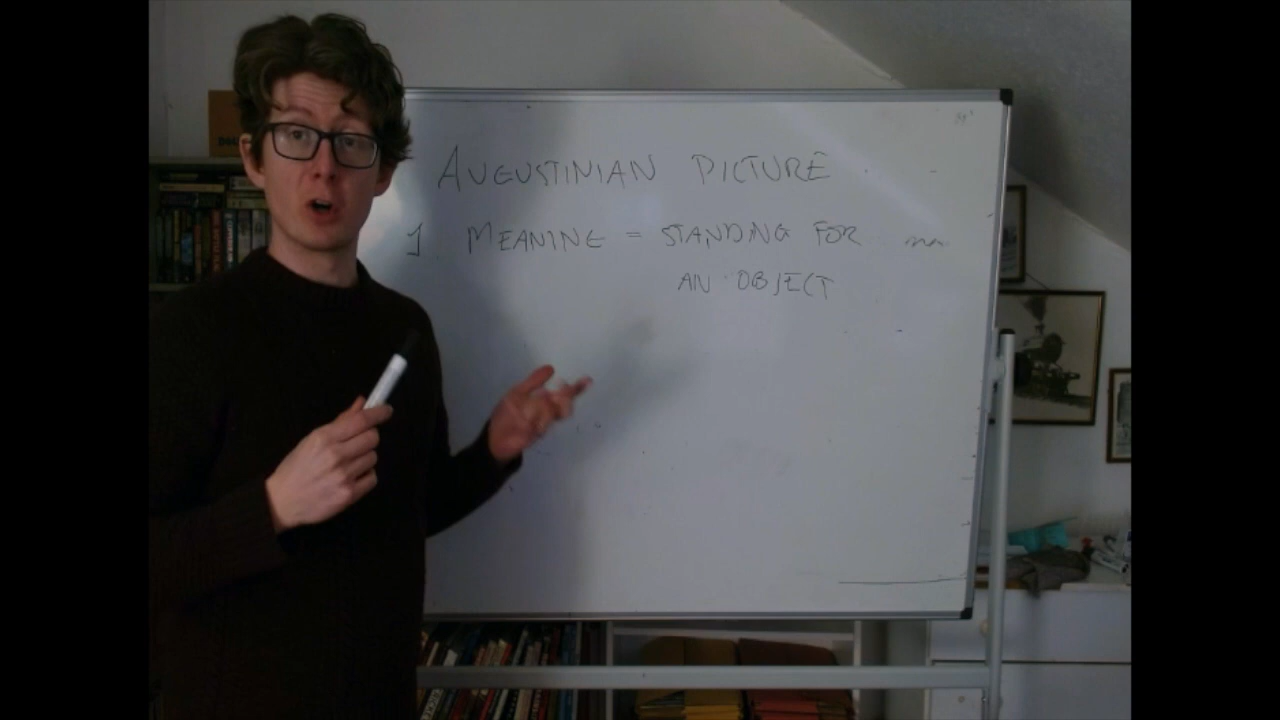 AUGUSTINIAN PICTURE
1 MEANING = STANDING FOR
AN OBJECT